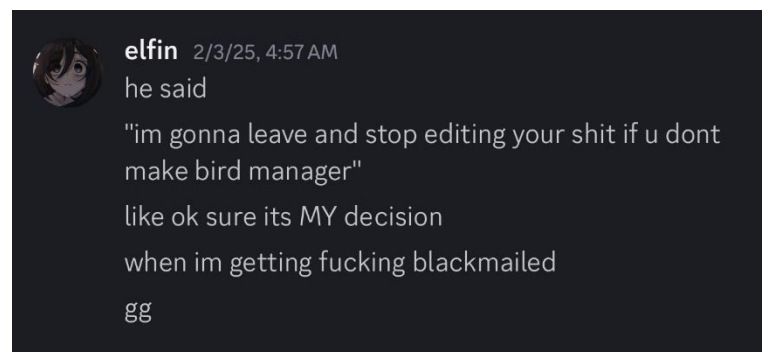 elfin 2/3/25, 4:57 AM
he said
"im gonna leave and stop editing your shit if u dont
make bird manager"
like ok sure its MY decision
when im getting fucking blackmailed
gg